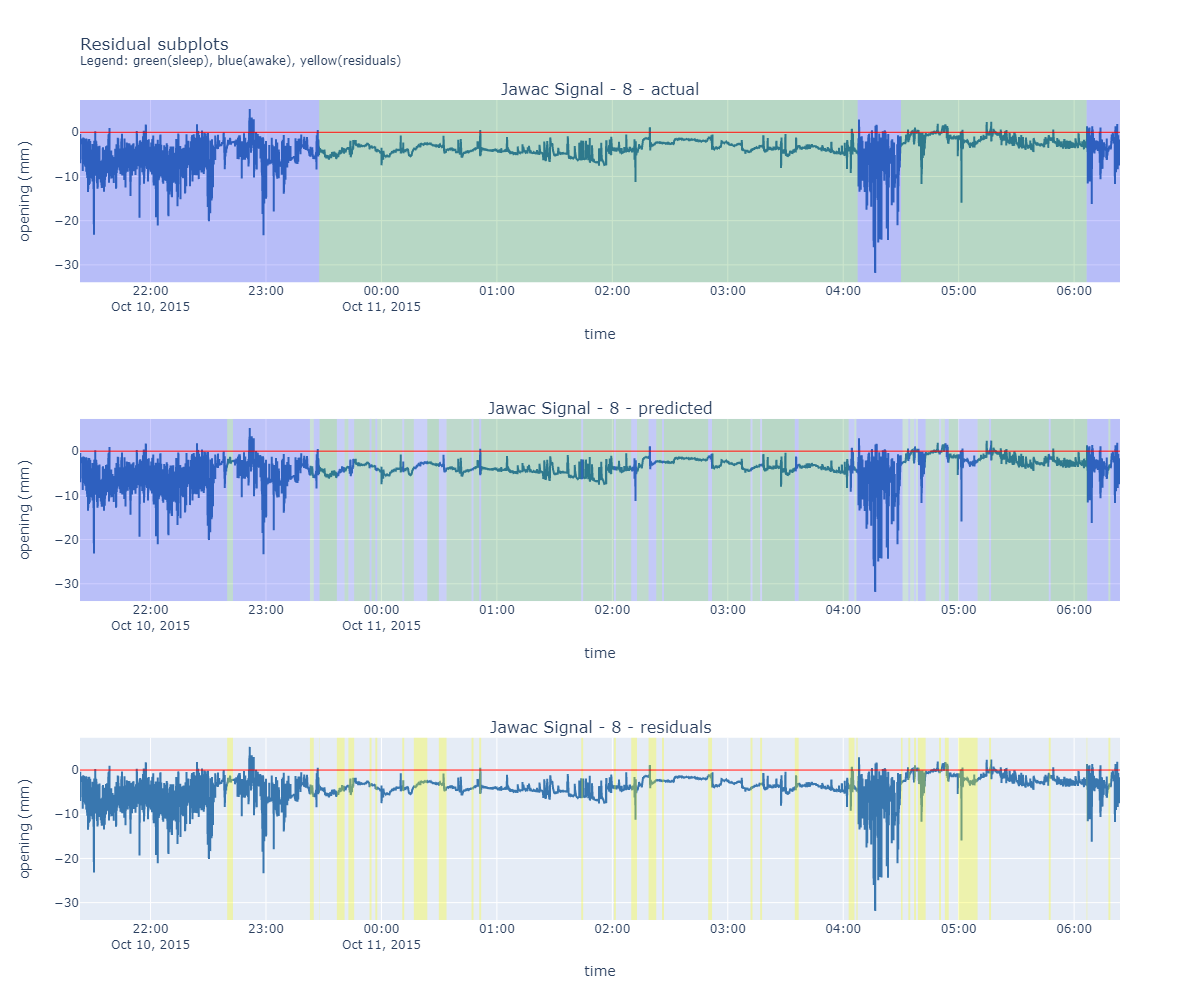 Residual subplots
Legend: green(sleep), blue(awake), yellow(residuals)
Jawac Signal - 8 - actual
opening (mm)
0
−10
−20
−30
22:00 23:00 00:00 01:00 02:00 03:00 04:00 05:00 06:00
Oct 10, 2015 Oct 11, 2015
time
Jawac Signal - 8 - predicted
opening (mm)
0
−10
−20
−30
22:00 23:00 00:00 01:00 02:00 03:00 04:00 05:00 06:00
Oct 10, 2015 Oct 11, 2015
time
Jawac Signal - 8 - residuals
opening (mm)
0
−10
−20
−30
22:00 23:00 00:00 01:00 02:00 03:00 04:00 05:00 06:00
Oct 10, 2015 Oct 11, 2015
time